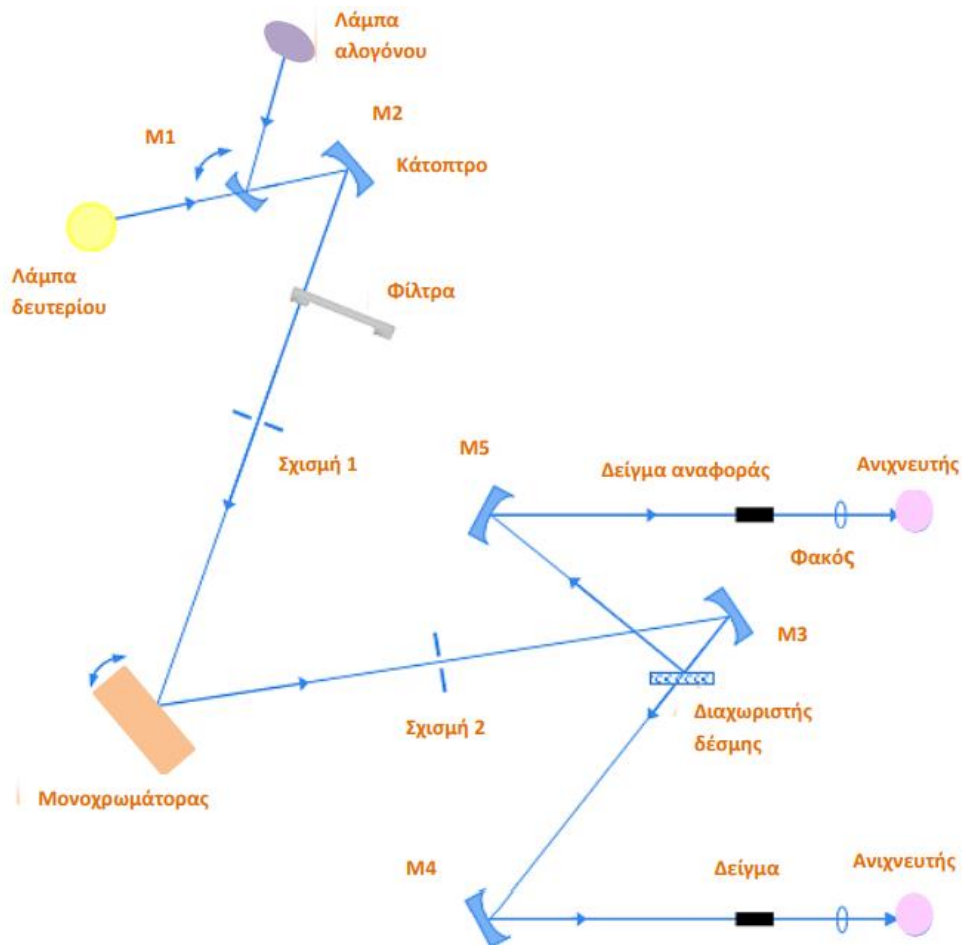 Λάμπα
αλογόνου
M2
M1
Κάτοπτρο
Λάμπα
δευτερίου
Φίλτρα
Σχισμή 1
M5
Δείγμα αναφοράς
Ανιχνευτής
Φακός
M3
Σχισμή 2
Διαχωριστής
δέσμης
Μονοχρωμάτορας
M4
Δείγμα
Ανιχνευτής